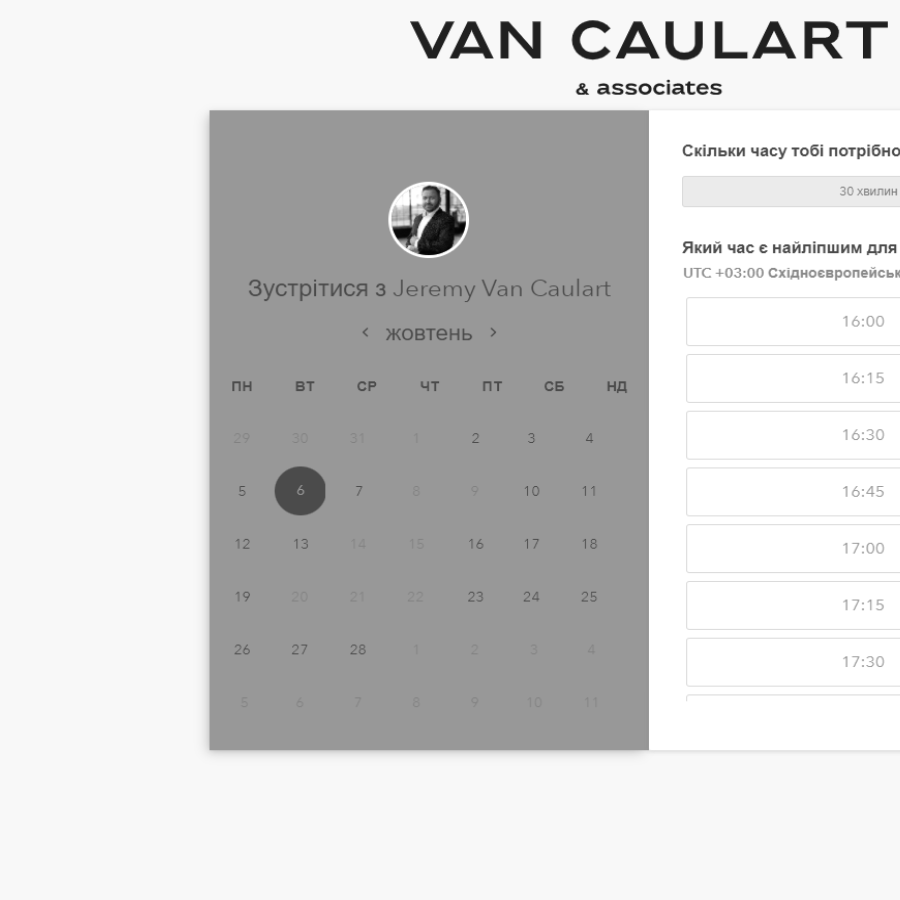 VAN CAULART
& associates
Зустрітися з Jeremy Van Caulart
жовтень
ПН ВТ СР ЧТ ПТ СБ НД
29 30 31 1 2 3 4
5 6 7 8 9 10 11
12 13 14 15 16 17 18
19 20 21 22 23 24 25
26 27 28 1 2 3 4
5 6 7 8 9 10 11
Скільки часу тобі потрібно
30 хвилин
Який час є найліпшим для
UTC +03:00 Східноєвропейськ
16:00
16:15
16:30
16:45
17:00
17:15
17:30